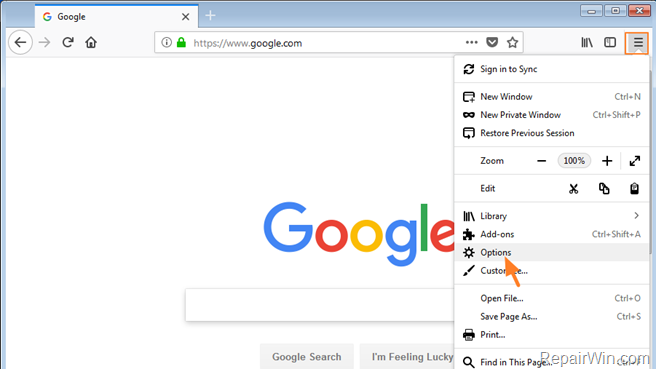 Google
https://www.google.com
Sign in to Sync
New Window Ctrl+N
New Private Window Ctrl+Shift+P
Restore Previous Session
Zoom 100%
Edit
Library
Add-ons Ctrl+Shift+A
Options
Customize...
Open File... Ctrl+O
Save Page As... Ctrl+S
Print...
Find in This Page... Ctrl+F
Google
Google Search I'm Feeling Lucky
RepairWin.com